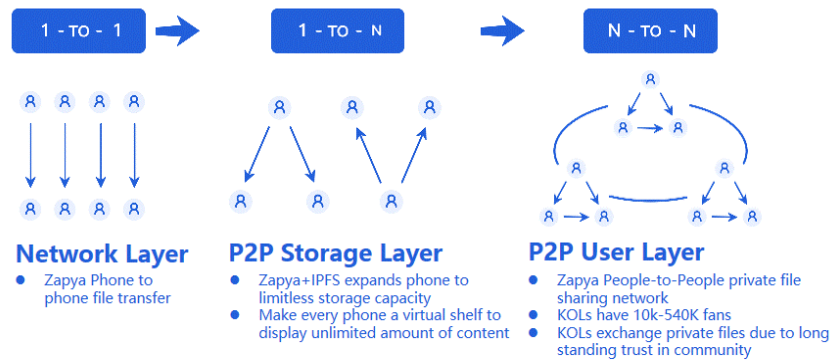 1 - TO - 1
1 - TO - N
N - TO - N
Network Layer
● Zapya Phone to
phone file transfer
P2P Storage Layer
● Zapya+IPFS expands phone to
limitless storage capacity
● Make every phone a virtual shelf to
display unlimited amount of content
P2P User Layer
● Zapya People-to-People private file
sharing network
● KOLs have 10k-540K fans
● KOLs exchange private files due to long
standing trust in community